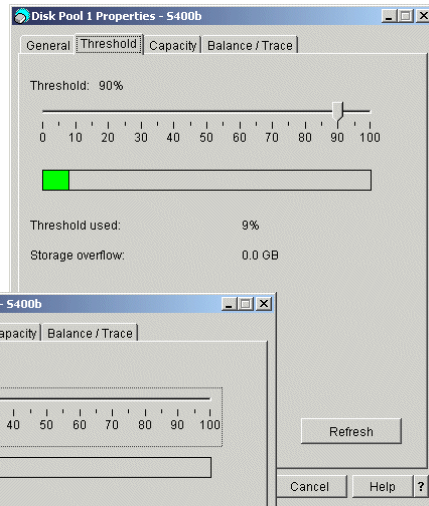 Disk Pool 1 Properties - S400b
General Threshold Capacity Balance / Trace
Threshold: 90%
0 10 20 30 40 50 60 70 80 90 100
Threshold used: 9%
Storage overflow: 0.0 GB
- S400b
apacity Balance / Trace
40 50 60 70 80 90 100
Refresh
Cancel Help ?